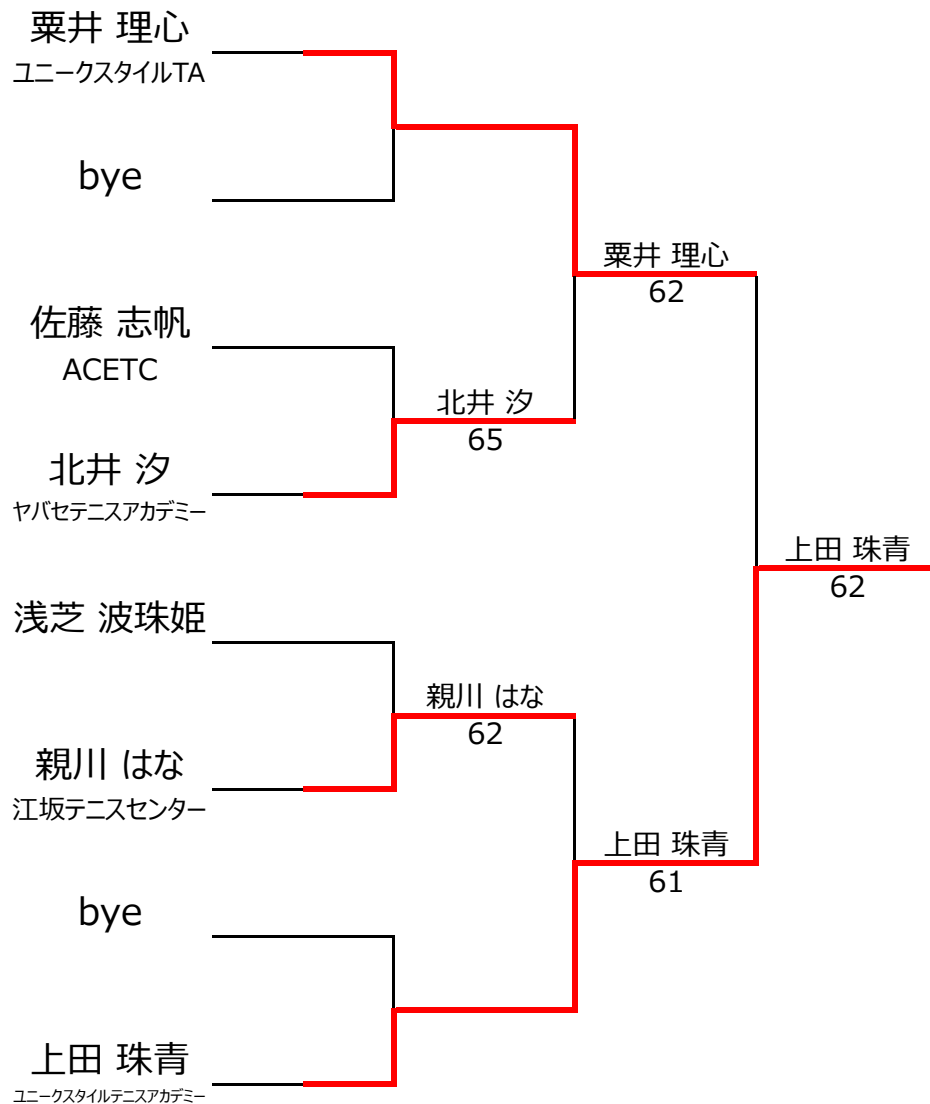 粟井 理心
ユニークスタイルTA
bye
粟井 理心
62
佐藤 志帆
ACETC
北井 汐
65
北井 汐
ヤバセテニスアカデミー
上田 珠青
62
浅芝 波珠姫
親川 はな
62
親川 はな
江坂テニスセンター
上田 珠青
61
bye
上田 珠青
ユニークスタイルテニスアカデミー